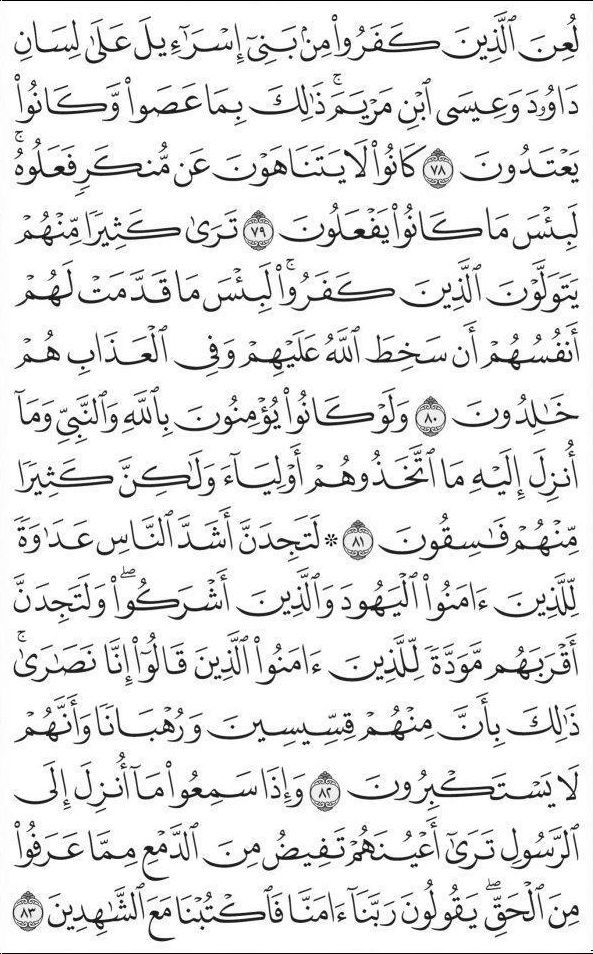 لُعِنَ ٱلَّذِينَ كَفَرُواْ مِنۢ بَنِيٓ إِسۡرَٰٓءِيلَ عَلَىٰ لِسَانِ
دَاوُۥدَ وَعِيسَى ٱبۡنِ مَرۡيَمَۚ ذَٰلِكَ بِمَا عَصَواْ وَّكَانُواْ
يَعۡتَدُونَ ٧٨ كَانُواْ لَا يَتَنَاهَوۡنَ عَن مُّنكَرٖ فَعَلُوهُۚ
لَبِئۡسَ مَا كَانُواْ يَفۡعَلُونَ ٧٩ تَرَىٰ كَثِيرٗا مِّنۡهُمۡ
يَتَوَلَّوۡنَ ٱلَّذِينَ كَفَرُواْۚ لَبِئۡسَ مَا قَدَّمَتۡ لَهُمۡ
أَنفُسُهُمۡ أَن سَخِطَ ٱللَّهُ عَلَيۡهِمۡ وَفِي ٱلۡعَذَابِ هُمۡ
خَٰلِدُونَ ٨٠ وَلَوۡ كَانُواْ يُؤۡمِنُونَ بِٱللَّهِ وَٱلنَّبِيِّ وَمَآ
أُنزِلَ إِلَيۡهِ مَا ٱتَّخَذُوهُمۡ أَوۡلِيَآءَ وَلَٰكِنَّ كَثِيرٗا
مِّنۡهُمۡ فَٰسِقُونَ ٨١ ۞ لَتَجِدَنَّ أَشَدَّ ٱلنَّاسِ عَدَٰوَةٗ
لِّلَّذِينَ ءَامَنُواْ ٱلۡيَهُودَ وَٱلَّذِينَ أَشۡرَكُواْۖ وَلَتَجِدَنَّ
أَقۡرَبَهُم مَّوَدَّةٗ لِّلَّذِينَ ءَامَنُواْ ٱلَّذِينَ قَالُوٓاْ إِنَّا نَصَٰرَىٰۚ
ذَٰلِكَ بِأَنَّ مِنۡهُمۡ قِسِّيسِينَ وَرُهۡبَانٗا وَأَنَّهُمۡ
لَا يَسۡتَكۡبِرُونَ ٨٢ وَإِذَا سَمِعُواْ مَآ أُنزِلَ إِلَى
ٱلرَّسُولِ تَرَىٰٓ أَعۡيُنَهُمۡ تَفِيضُ مِنَ ٱلدَّمۡعِ مِمَّا عَرَفُواْ
مِنَ ٱلۡحَقِّۖ يَقُولُونَ رَبَّنَآ ءَامَنَّا فَٱكۡتُبۡنَا مَعَ ٱلشَّٰهِدِينَ ٨٣